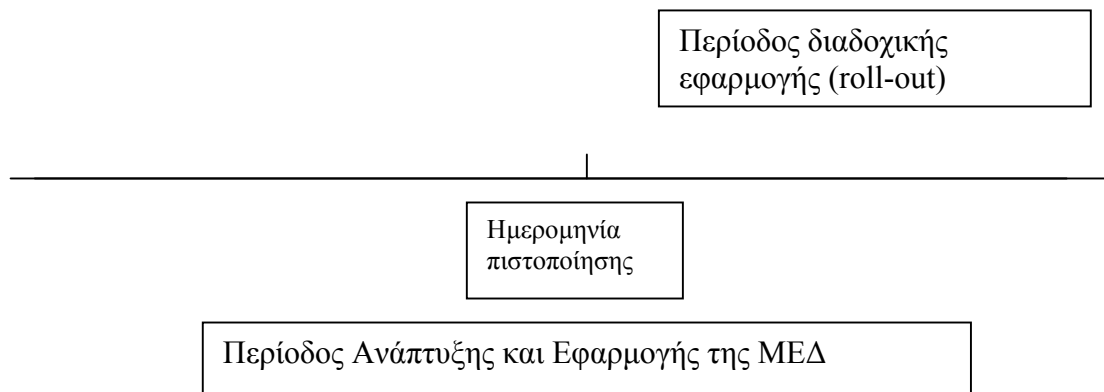 Περίοδος διαδοχικής
εφαρμογής (roll-out)
Ημερομηνία
πιστοποίησης
Περίοδος Ανάπτυξης και Εφαρμογής της ΜΕΔ